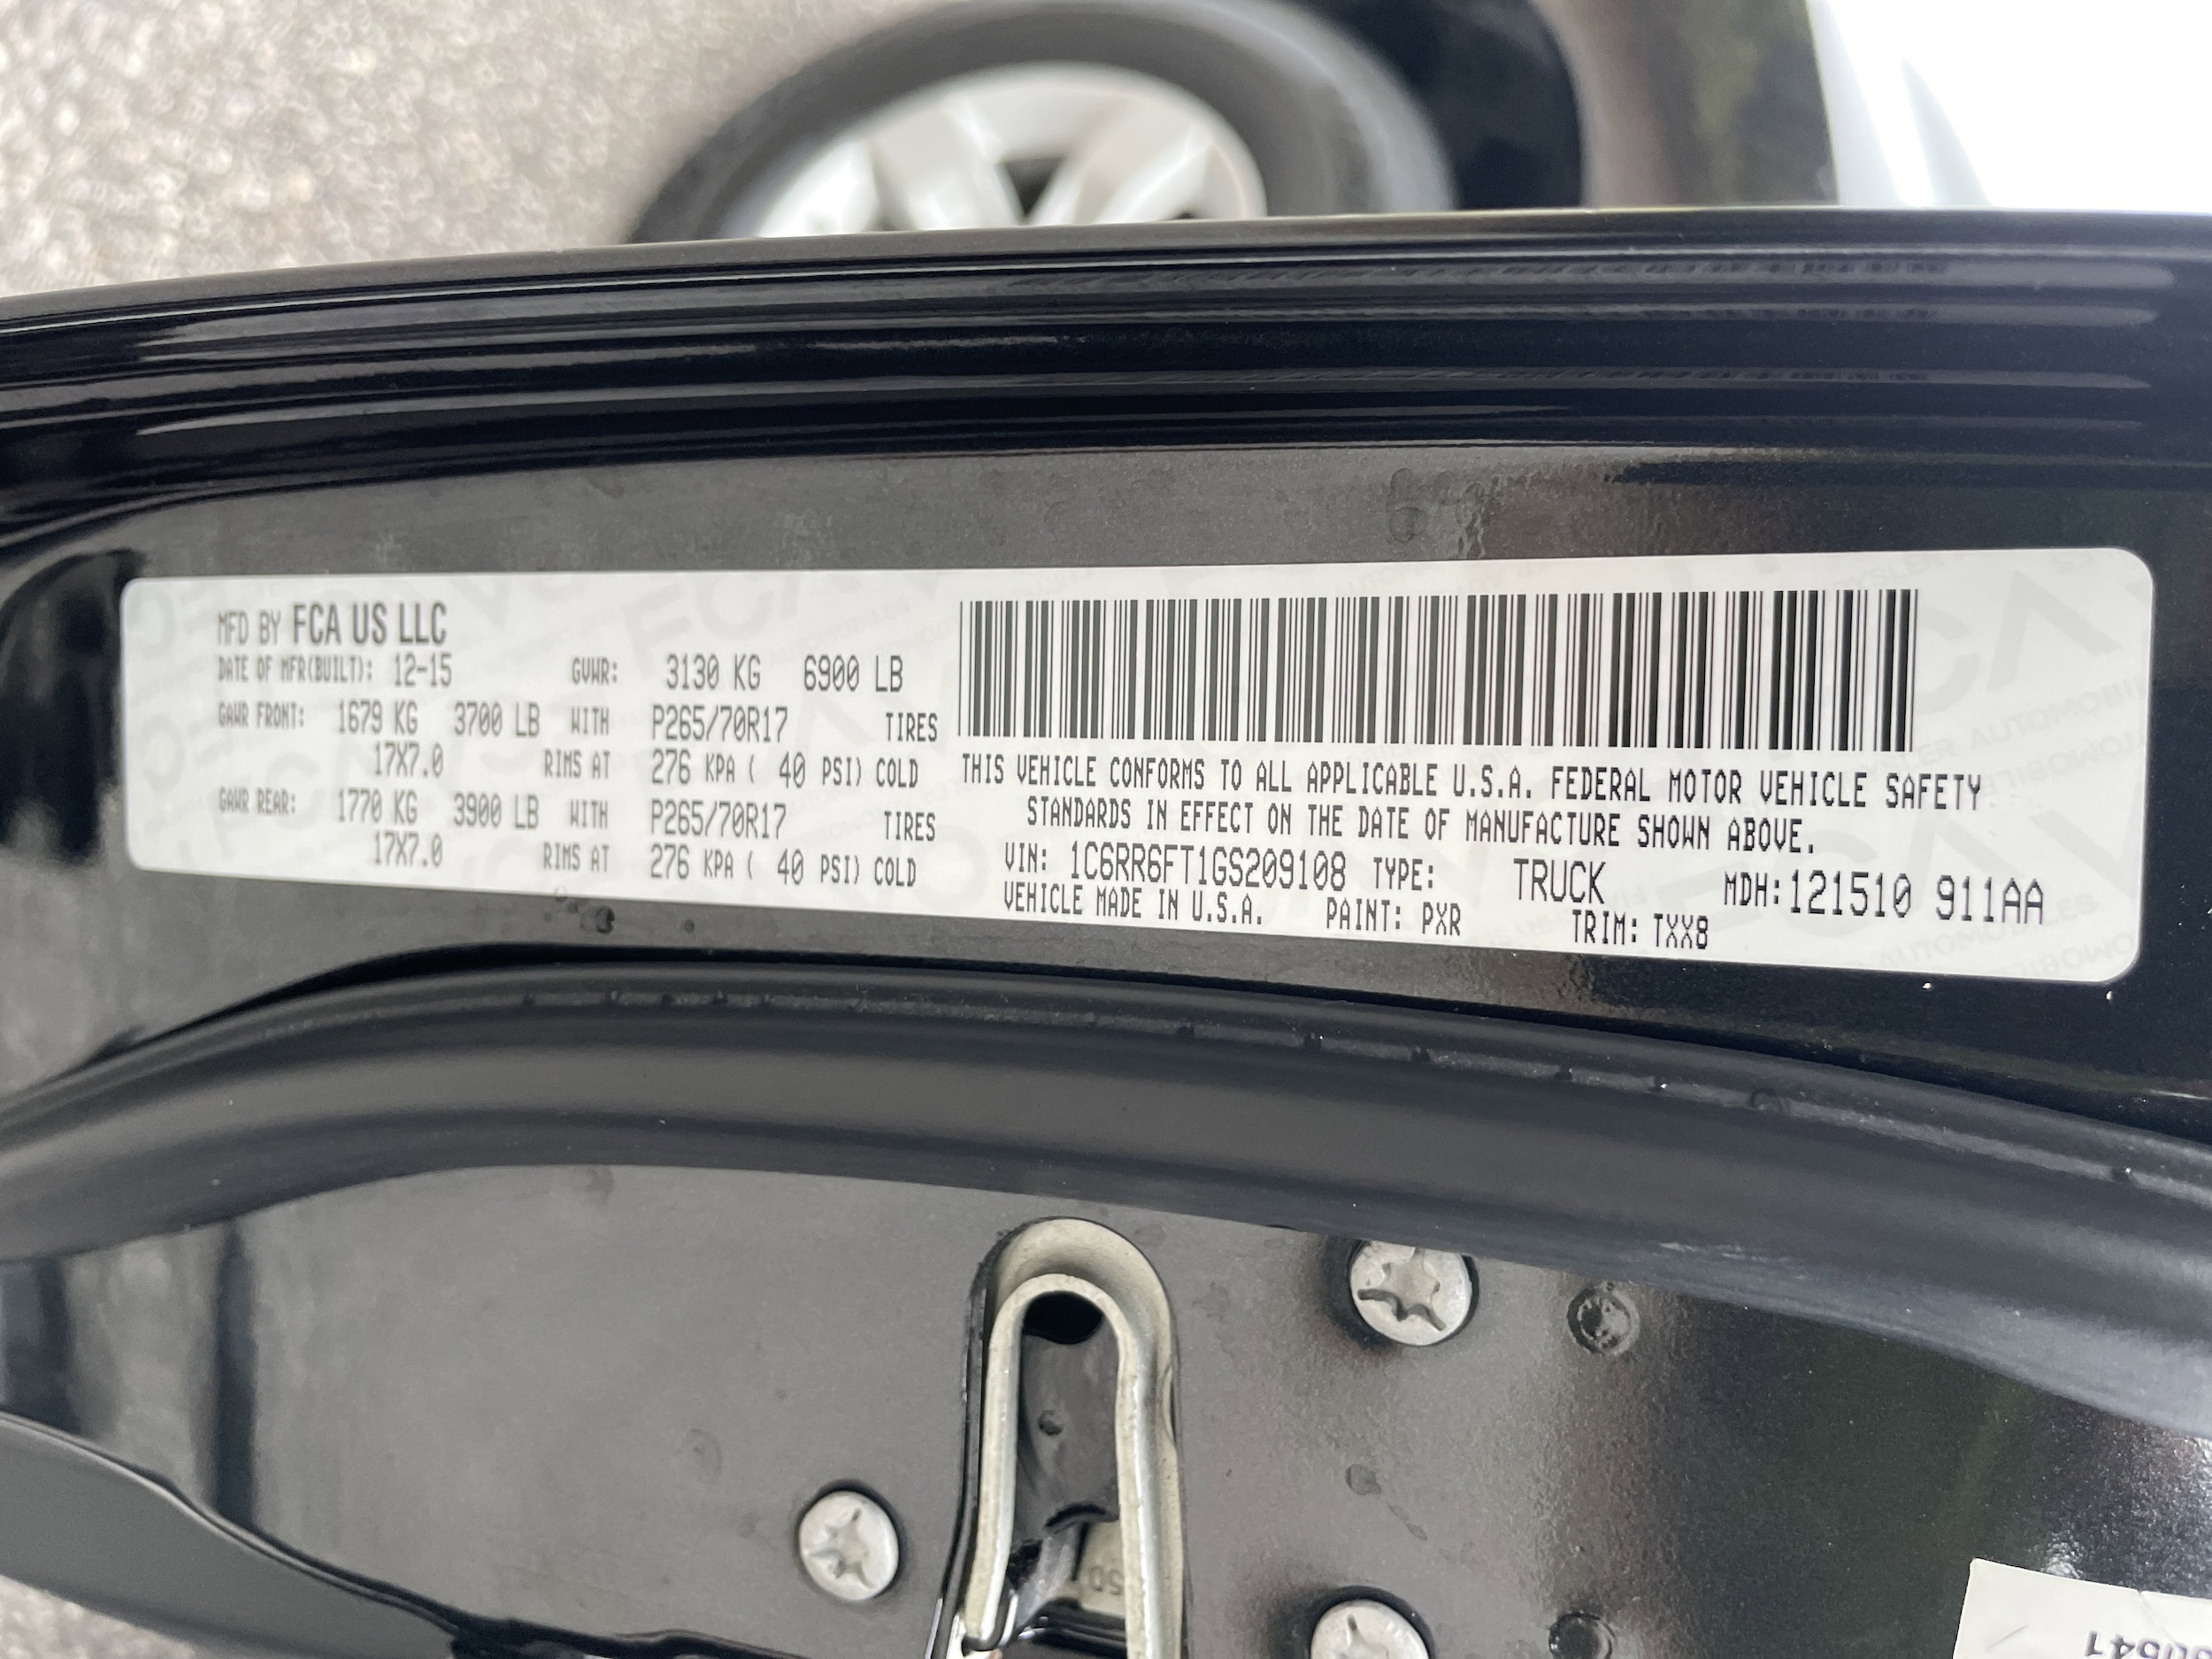 MFD BY FCA US LLC
DATE OF MFR(BUILT): 12-15 GVWR: 3130 KG 6900 LB
GAWR FRONT: 1679 KG 3700 LB WITH P265/70R17 TIRES
17X7.0 RIMS AT 276 KPA ( 40 PSI) COLD
GAWR REAR: 1770 KG 3900 LB WITH P265/70R17 TIRES
17X7.0 RIMS AT 276 KPA ( 40 PSI) COLD
THIS VEHICLE CONFORMS TO ALL APPLICABLE U.S.A. FEDERAL MOTOR VEHICLE SAFETY
STANDARDS IN EFFECT ON THE DATE OF MANUFACTURE SHOWN ABOVE.
VIN: 1C6RR6FT1GS209108 TYPE: TRUCK MDH:121510 911AA
VEHICLE MADE IN U.S.A. PAINT: PXR TRIM: TXX8